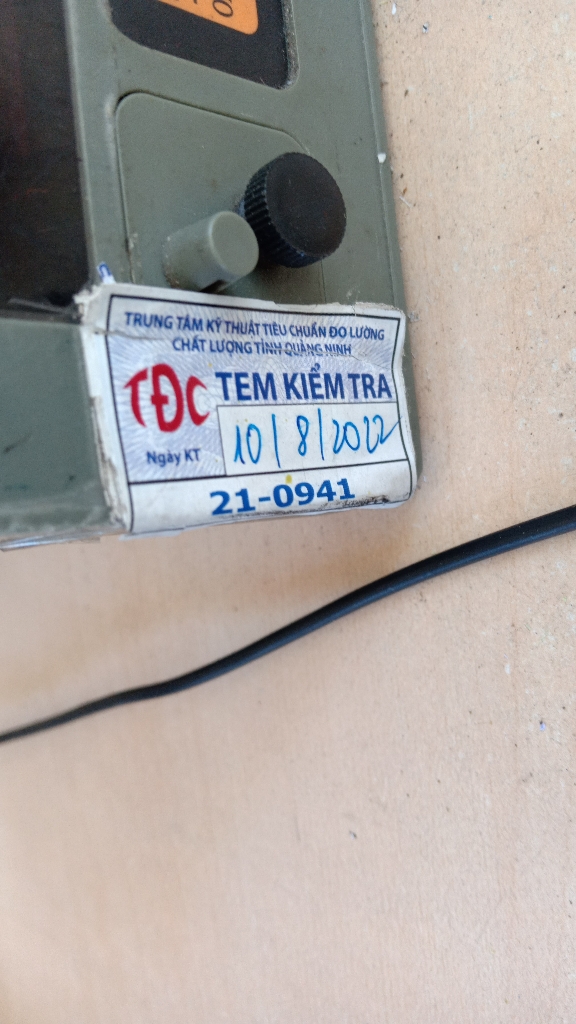 TRUNG TÂM KỸ THUẬT TIÊU CHUẨN ĐO LƯỜNG
CHẤT LƯỢNG TỈNH QUẢNG NINH
TĐC TEM KIỂM TRA
Ngày KT 10/8/2022
21-0941